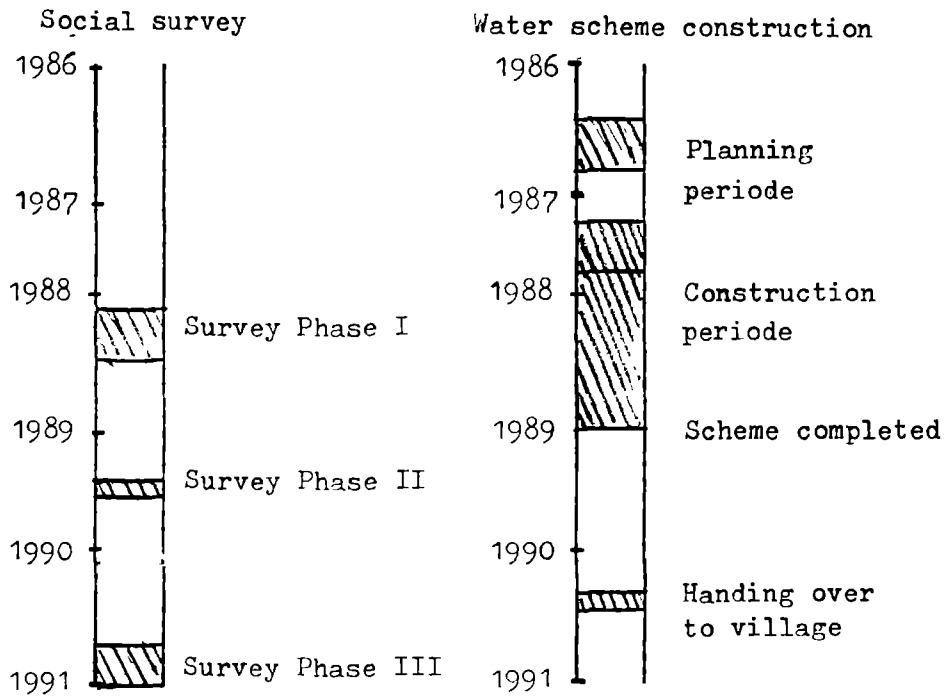 Social survey
1986
1987
1988
Survey Phase I
1989
Survey Phase II
1990
Survey Phase III
1991
Water scheme construction
1986
Planning
periode
1987
1988
Construction
periode
1989
Scheme completed
1990
Handing over
to village
1991